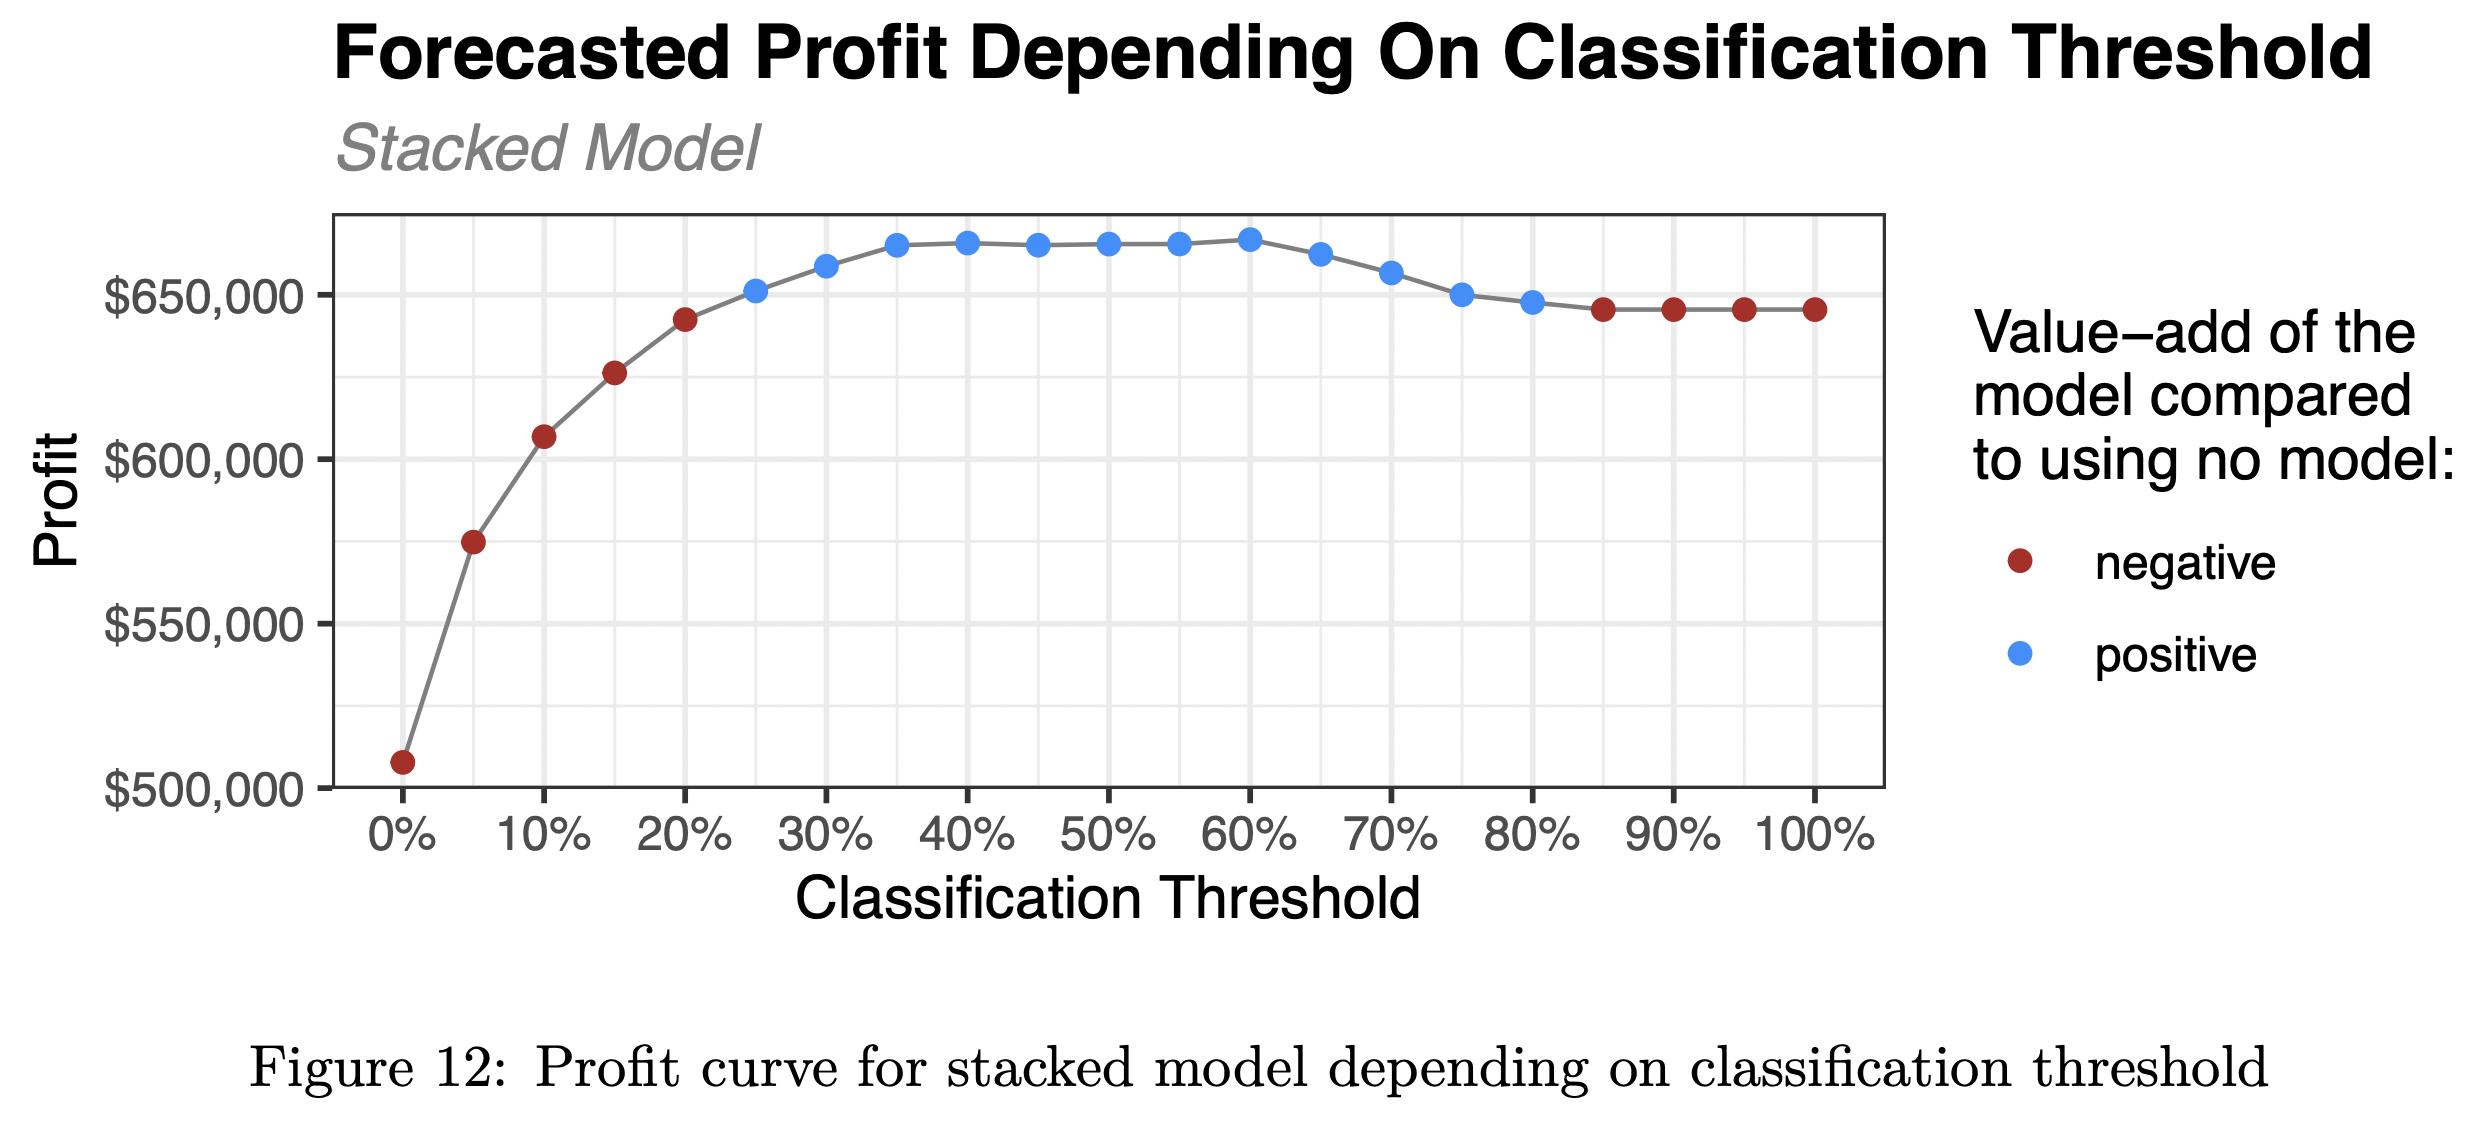 Forecasted Profit Depending On Classification Threshold
Stacked Model
$650,000
$600,000
$550,000
$500,000
Profit
0% 10% 20% 30% 40% 50% 60% 70% 80% 90% 100%
Classification Threshold
Value–add of the
model compared
to using no model:
negative
positive
Figure 12: Profit curve for stacked model depending on classification threshold